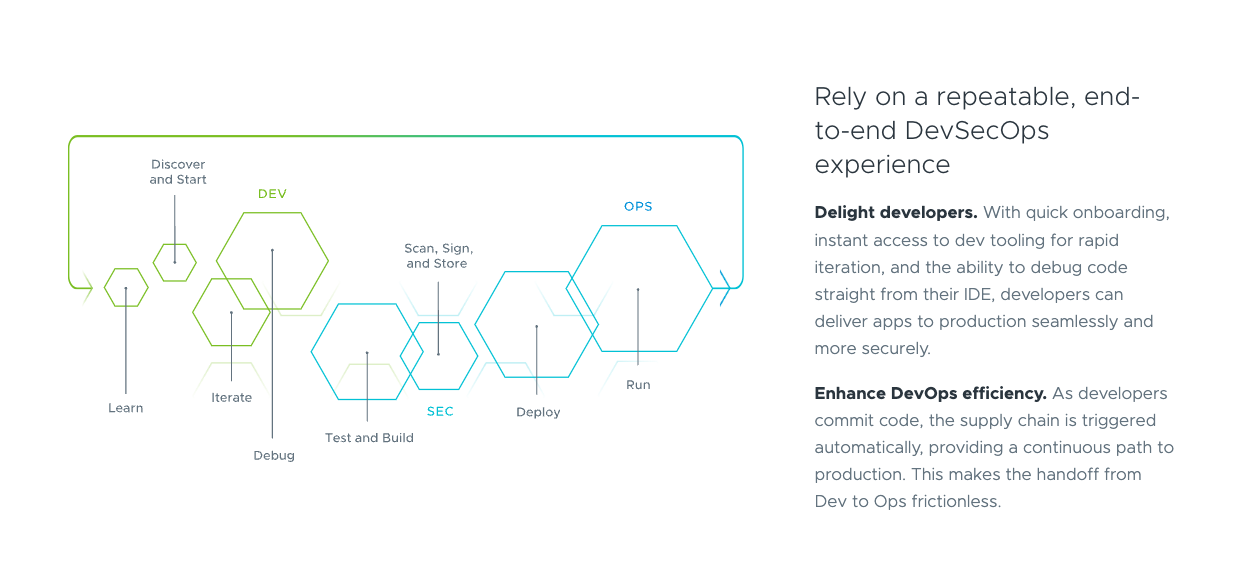 Discover
and Start
DEV
OPS
Scan, Sign,
and Store
Learn
Iterate
Debug
Test and Build
SEC
Deploy
Run
Rely on a repeatable, end-
to-end DevSecOps
experience
Delight developers. With quick onboarding,
instant access to dev tooling for rapid
iteration, and the ability to debug code
straight from their IDE, developers can
deliver apps to production seamlessly and
more securely.
Enhance DevOps efficiency. As developers
commit code, the supply chain is triggered
automatically, providing a continuous path to
production. This makes the handoff from
Dev to Ops frictionless.